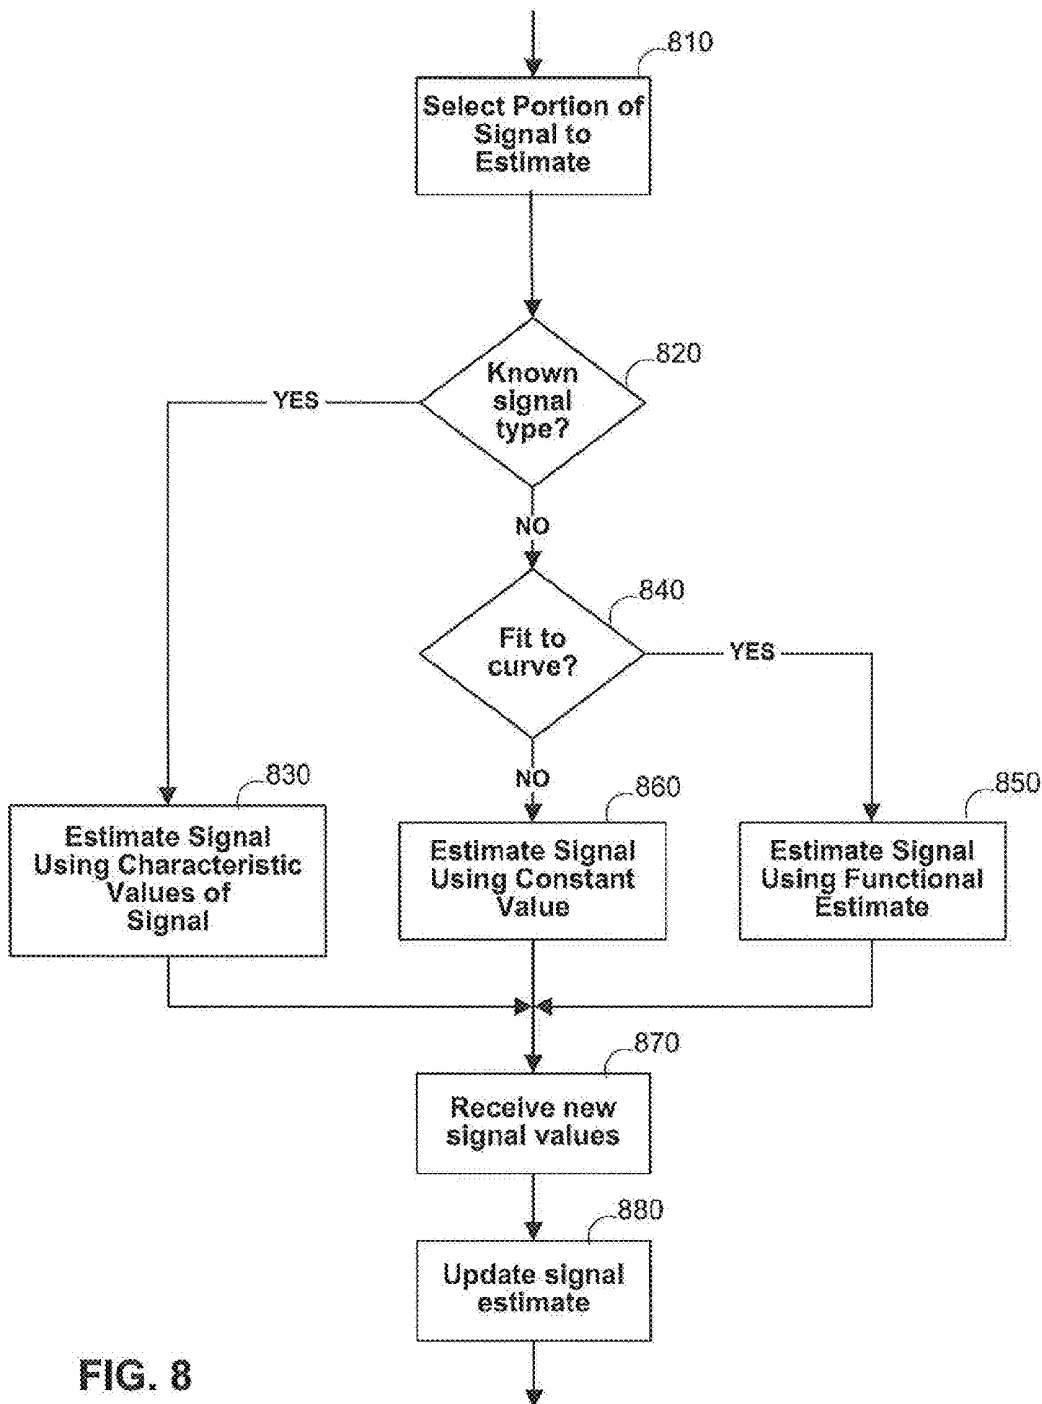 810
Select Portion of
Signal to
Estimate
820
Known
signal
type?
YES
NO
840
Fit to
curve?
YES
NO
830
Estimate Signal
Using Characteristic
Values of
Signal
860
Estimate Signal
Using Constant
Value
850
Estimate Signal
Using Functional
Estimate
870
Receive new
signal values
880
Update signal
estimate
FIG. 8